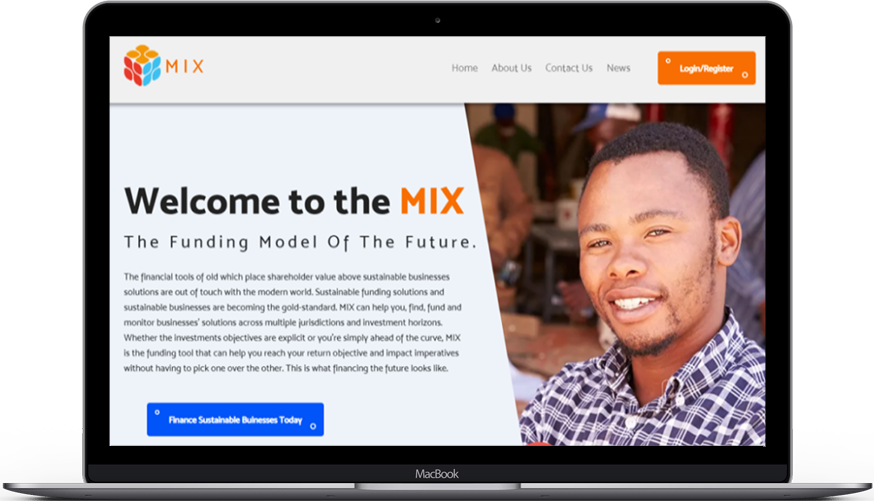 MIX
Home About Us Contact Us News Login/Register
Welcome to the MIX
The Funding Model Of The Future.
The financial tools of old which place shareholder value above sustainable businesses
solutions are out of touch with the modern world. Sustainable funding solutions and
sustainable businesses are becoming the gold-standard. MIX can help you, find, fund and
monitor businesses' solutions across multiple jurisdictions and investment horizons.
Whether the investments objectives are explicit or you're simply ahead of the curve, MIX
is the funding tool that can help you reach your return objective and impact imperatives
without having to pick one over the other. This is what financing the future looks like.
Finance Sustainable Buinesses Today
MacBook